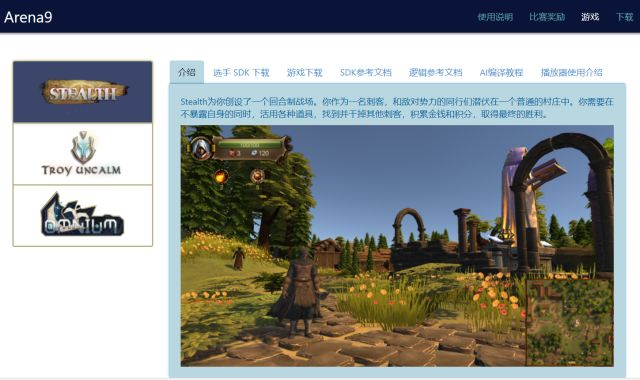 Arena9
使用说明 比赛奖励 游戏 下载
STEALTH
TROY UNCALM
OMNIUM
介绍 选手 SDK 下载 游戏下载 SDK参考文档 逻辑参考文档 AI编译教程 播放器使用介绍
Stealth为你创设了一个回合制战场。你作为一名刺客，和敌对势力的同行们潜伏在一个普通的村庄中。你需要在
不暴露自身的同时，活用各种道具，找到并干掉其他刺客，积累金钱和积分，取得最终的胜利。
100/100
3 120